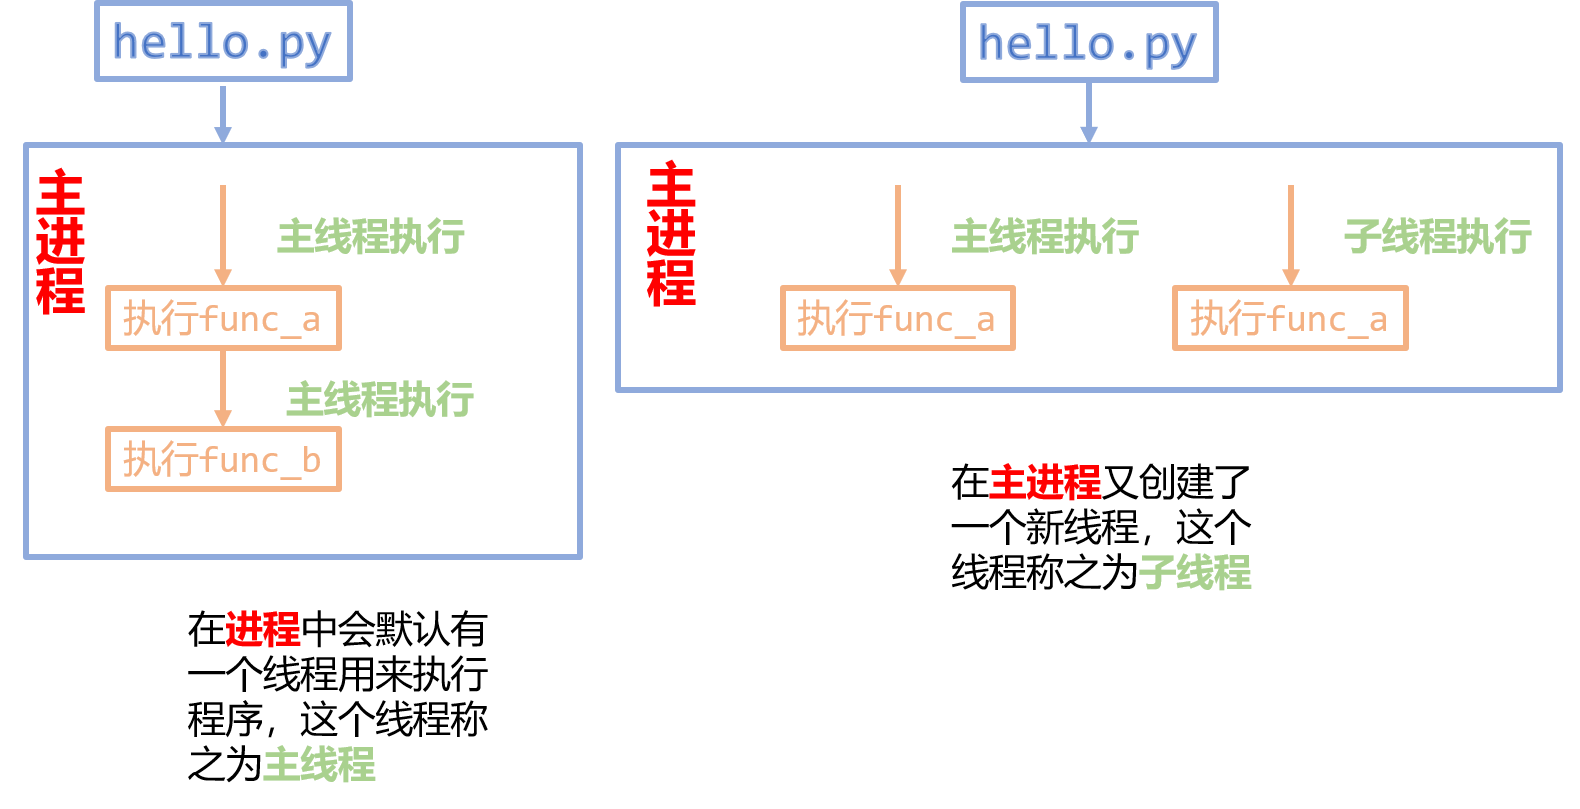 hello.py
主进程
主线程执行
执行func_a
主线程执行
执行func_b
在进程中会默认有
一个线程用来执行
程序，这个线程称
之为主线程
hello.py
主进程
主线程执行
子线程执行
执行func_a
执行func_a
在主进程又创建了
一个新线程，这个
线程称之为子线程